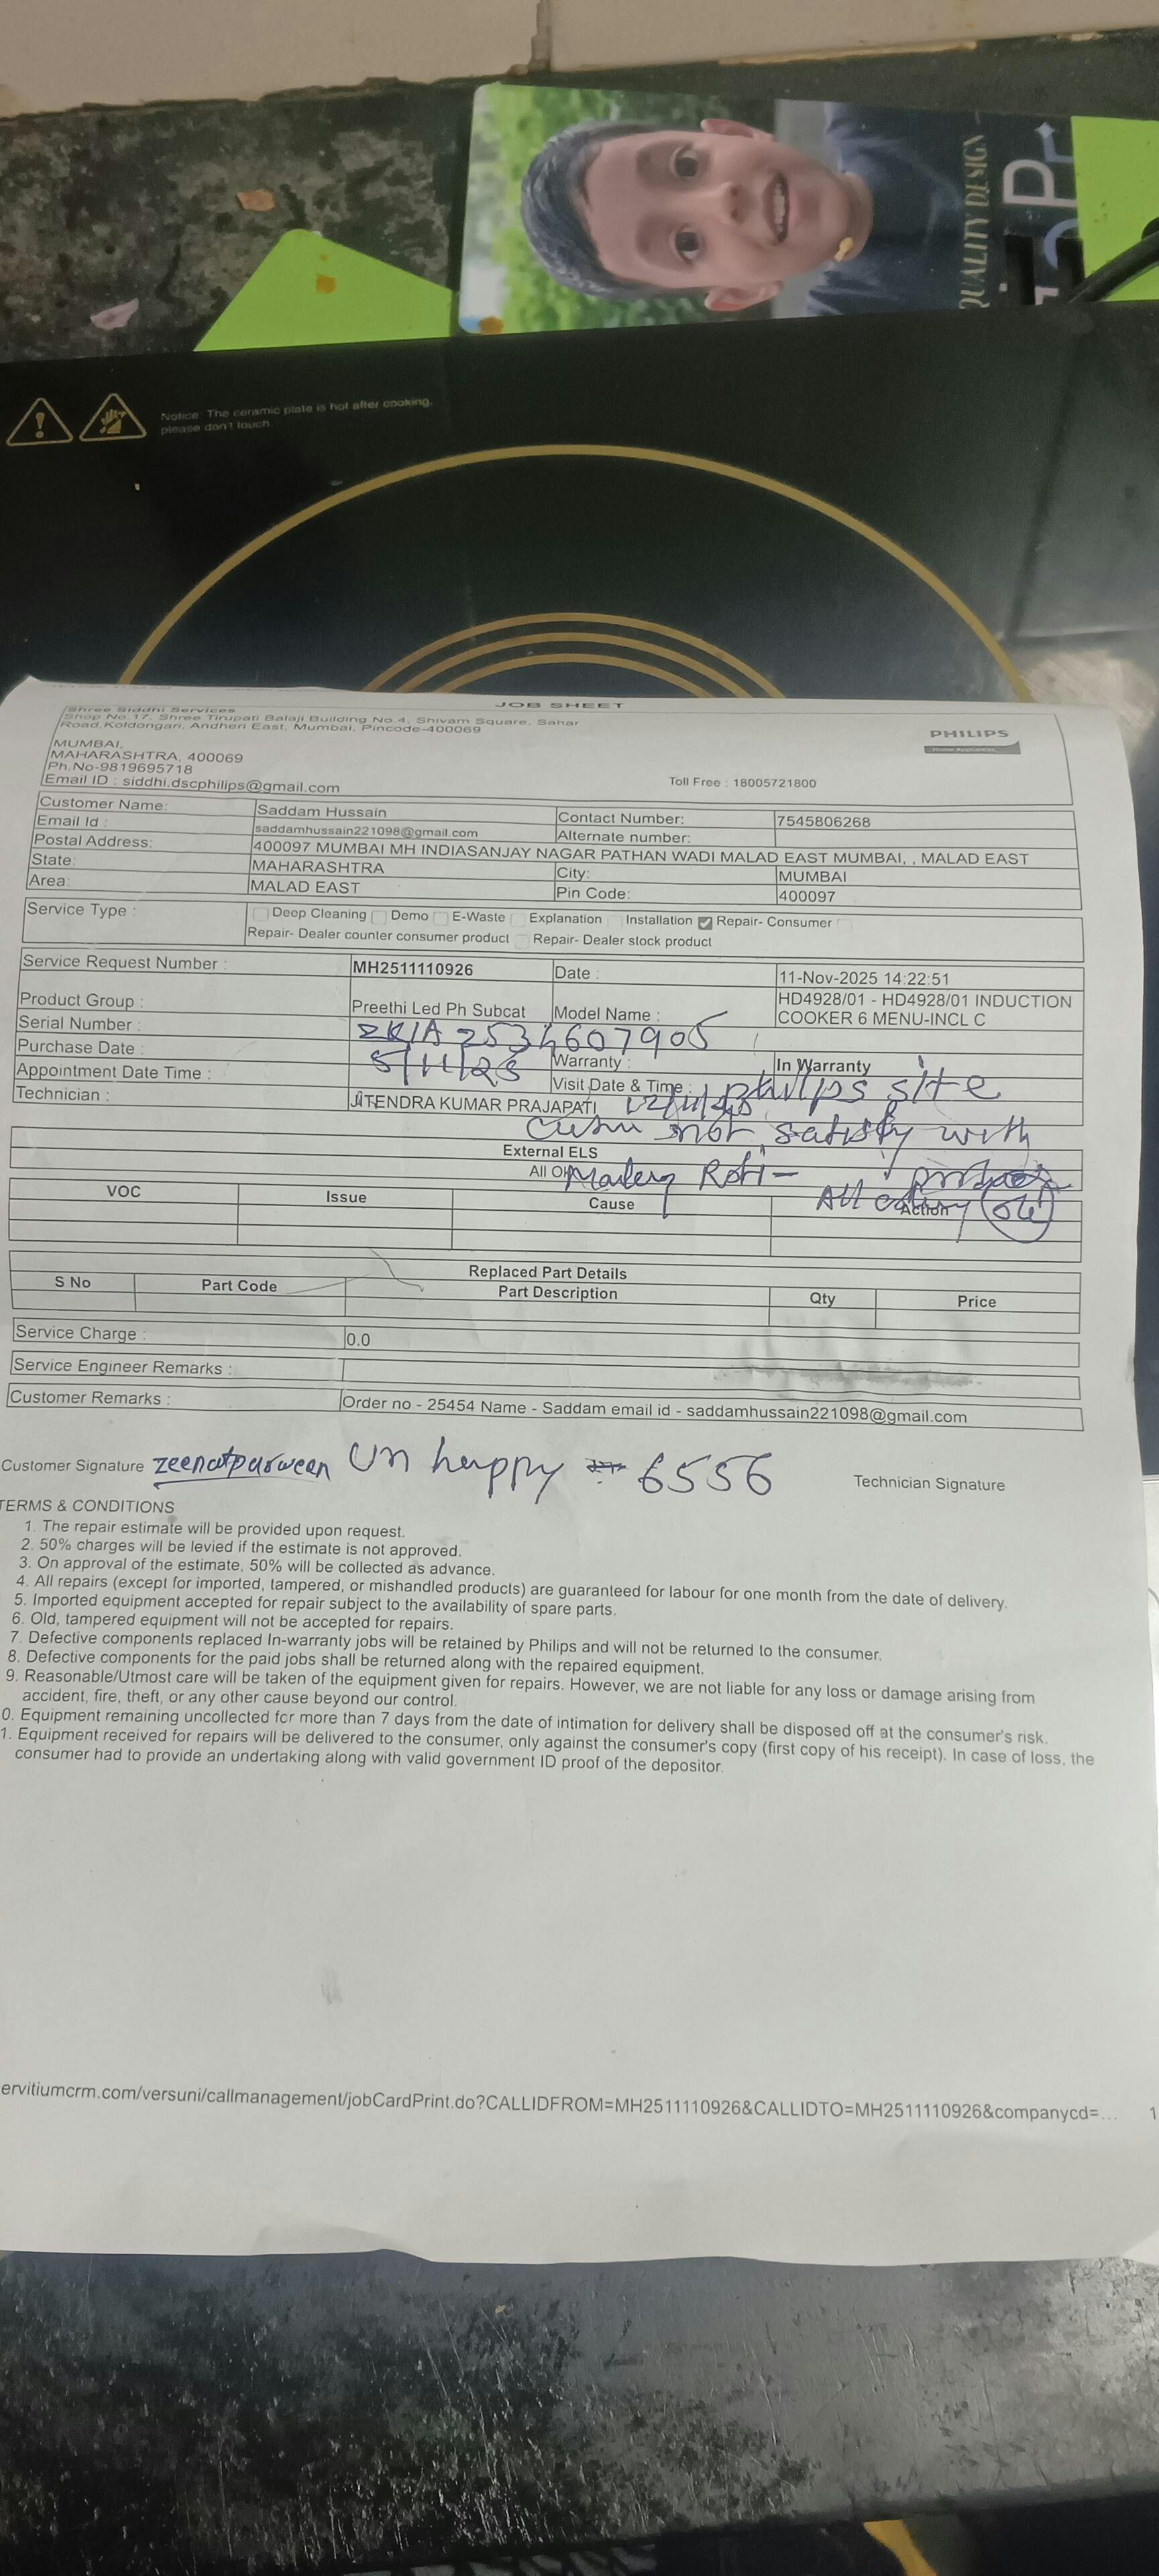 QUALITY DESIGN
Notice: The ceramic plate is hot after cooking,
please don't touch.
JOB SHEET
Shree Siddhi Services
Shop No.17, Shree Tirupati Balaji Building No.4, Shivam Square, Sahar
Road,Koldongari, Andheri East, Mumbai, Pincode-400069
MUMBAI,
MAHARASHTRA, 400069
Ph.No-9819695718
Email ID : siddhi.dscphilips@gmail.com
PHILIPS
Toll Free : 18005721800
Customer Name: Saddam Hussain Contact Number: 7545806268
Email Id : saddamhussain221098@gmail.com Alternate number:
Postal Address: 400097 MUMBAI MH INDIASANJAY NAGAR PATHAN WADI MALAD EAST MUMBAI, , MALAD EAST
State: MAHARASHTRA City: MUMBAI
Area: MALAD EAST Pin Code: 400097
Service Type : Deep Cleaning Demo E-Waste Explanation Installation Repair- Consumer
Repair- Dealer counter consumer product Repair- Dealer stock product
Service Request Number : MH2511110926 Date : 11-Nov-2025 14:22:51
Product Group : Preethi Led Ph Subcat Model Name : HD4928/01 - HD4928/01 INDUCTION
COOKER 6 MENU-INCL C
Serial Number : 2534607905
Purchase Date : 5/11/25 Warranty : In Warranty
Appointment Date Time : Visit Date & Time : philips site
Technician : JITENDRA KUMAR PRAJAPATI
not satisfy with
External ELS
All OK Making Roti -
All (ok)
VOC Issue Cause Action
Replaced Part Details
S No Part Code Part Description Qty Price
Service Charge : 0.0
Service Engineer Remarks :
Customer Remarks : Order no - 25454 Name - Saddam email id - saddamhussain221098@gmail.com
Customer Signature zeenatparween Un happy 6556 Technician Signature
TERMS & CONDITIONS
1. The repair estimate will be provided upon request.
2. 50% charges will be levied if the estimate is not approved.
3. On approval of the estimate, 50% will be collected as advance.
4. All repairs (except for imported, tampered, or mishandled products) are guaranteed for labour for one month from the date of delivery.
5. Imported equipment accepted for repair subject to the availability of spare parts.
6. Old, tampered equipment will not be accepted for repairs.
7. Defective components replaced In-warranty jobs will be retained by Philips and will not be returned to the consumer.
8. Defective components for the paid jobs shall be returned along with the repaired equipment.
9. Reasonable/Utmost care will be taken of the equipment given for repairs. However, we are not liable for any loss or damage arising from
accident, fire, theft, or any other cause beyond our control.
0. Equipment remaining uncollected for more than 7 days from the date of intimation for delivery shall be disposed off at the consumer's risk.
1. Equipment received for repairs will be delivered to the consumer, only against the consumer's copy (first copy of his receipt). In case of loss, the
consumer had to provide an undertaking along with valid government ID proof of the depositor.
ervitiumcrm.com/versuni/callmanagement/jobCardPrint.do?CALLIDFROM=MH2511110926&CALLIDTO=MH2511110926&companycd=... 1